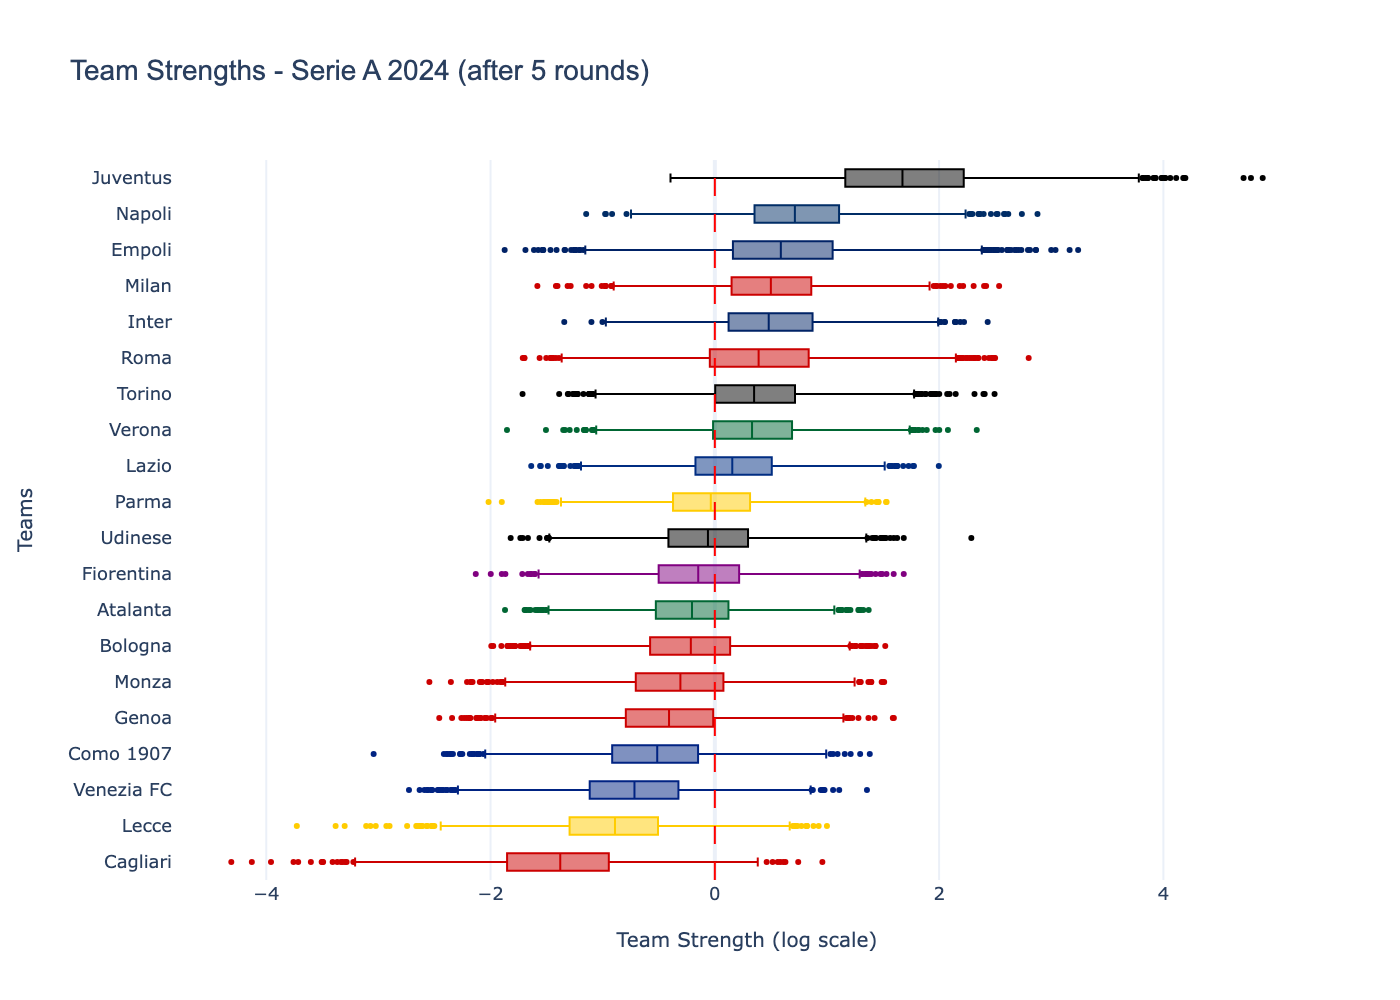 Team Strengths - Serie A 2024 (after 5 rounds)
Juventus
Napoli
Empoli
Milan
Inter
Roma
Torino
Verona
Lazio
Parma
Udinese
Fiorentina
Atalanta
Bologna
Monza
Genoa
Como 1907
Venezia FC
Lecce
Cagliari
Teams
−4 −2 0 2 4
Team Strength (log scale)